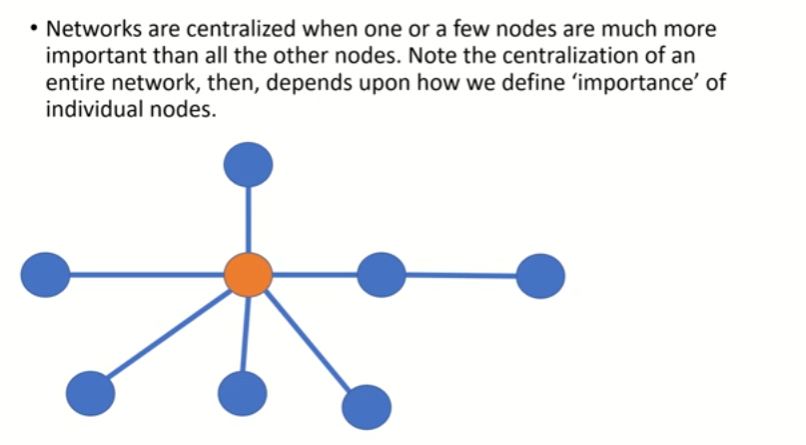 • Networks are centralized when one or a few nodes are much more
important than all the other nodes. Note the centralization of an
entire network, then, depends upon how we define ‘importance’ of
individual nodes.